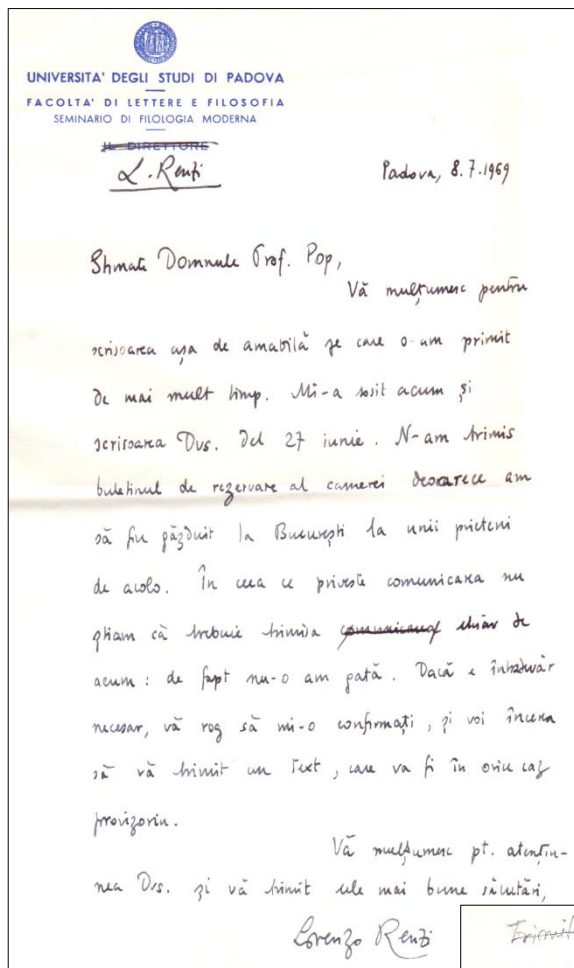 UNIVERSITA' DEGLI STUDI DI PADOVA
FACOLTA' DI LETTERE E FILOSOFIA
SEMINARIO DI FILOLOGIA MODERNA
IL DIRETTORE
L. Renzi
Padova, 8.7.1969
Stimate Domnule Prof. Pop,
Vă mulțumesc pentru
scrisoarea așa de amabilă pe care o-am primit
de mai mult timp. Mi-a sosit acum și
scrisoarea Dvs. del 27 iunie. N-am trimis
buletinul de rezervare al camerei deoarece am
să fiu găzduit la București la unii prieteni
de acolo. În ceea ce privește comunicarea nu
știam că trebuie trimisă chiar de
acum: de fapt nu-o am gată. Dacă e întradevăr
necesar, vă rog să mi-o confirmați, și voi încerca
să vă trimit un text, care va fi în orice caz
provizoriu.
Vă mulțumesc pt. atențiu-
nea Dvs. și vă trimit cele mai bune salutări,
Lorenzo Renzi